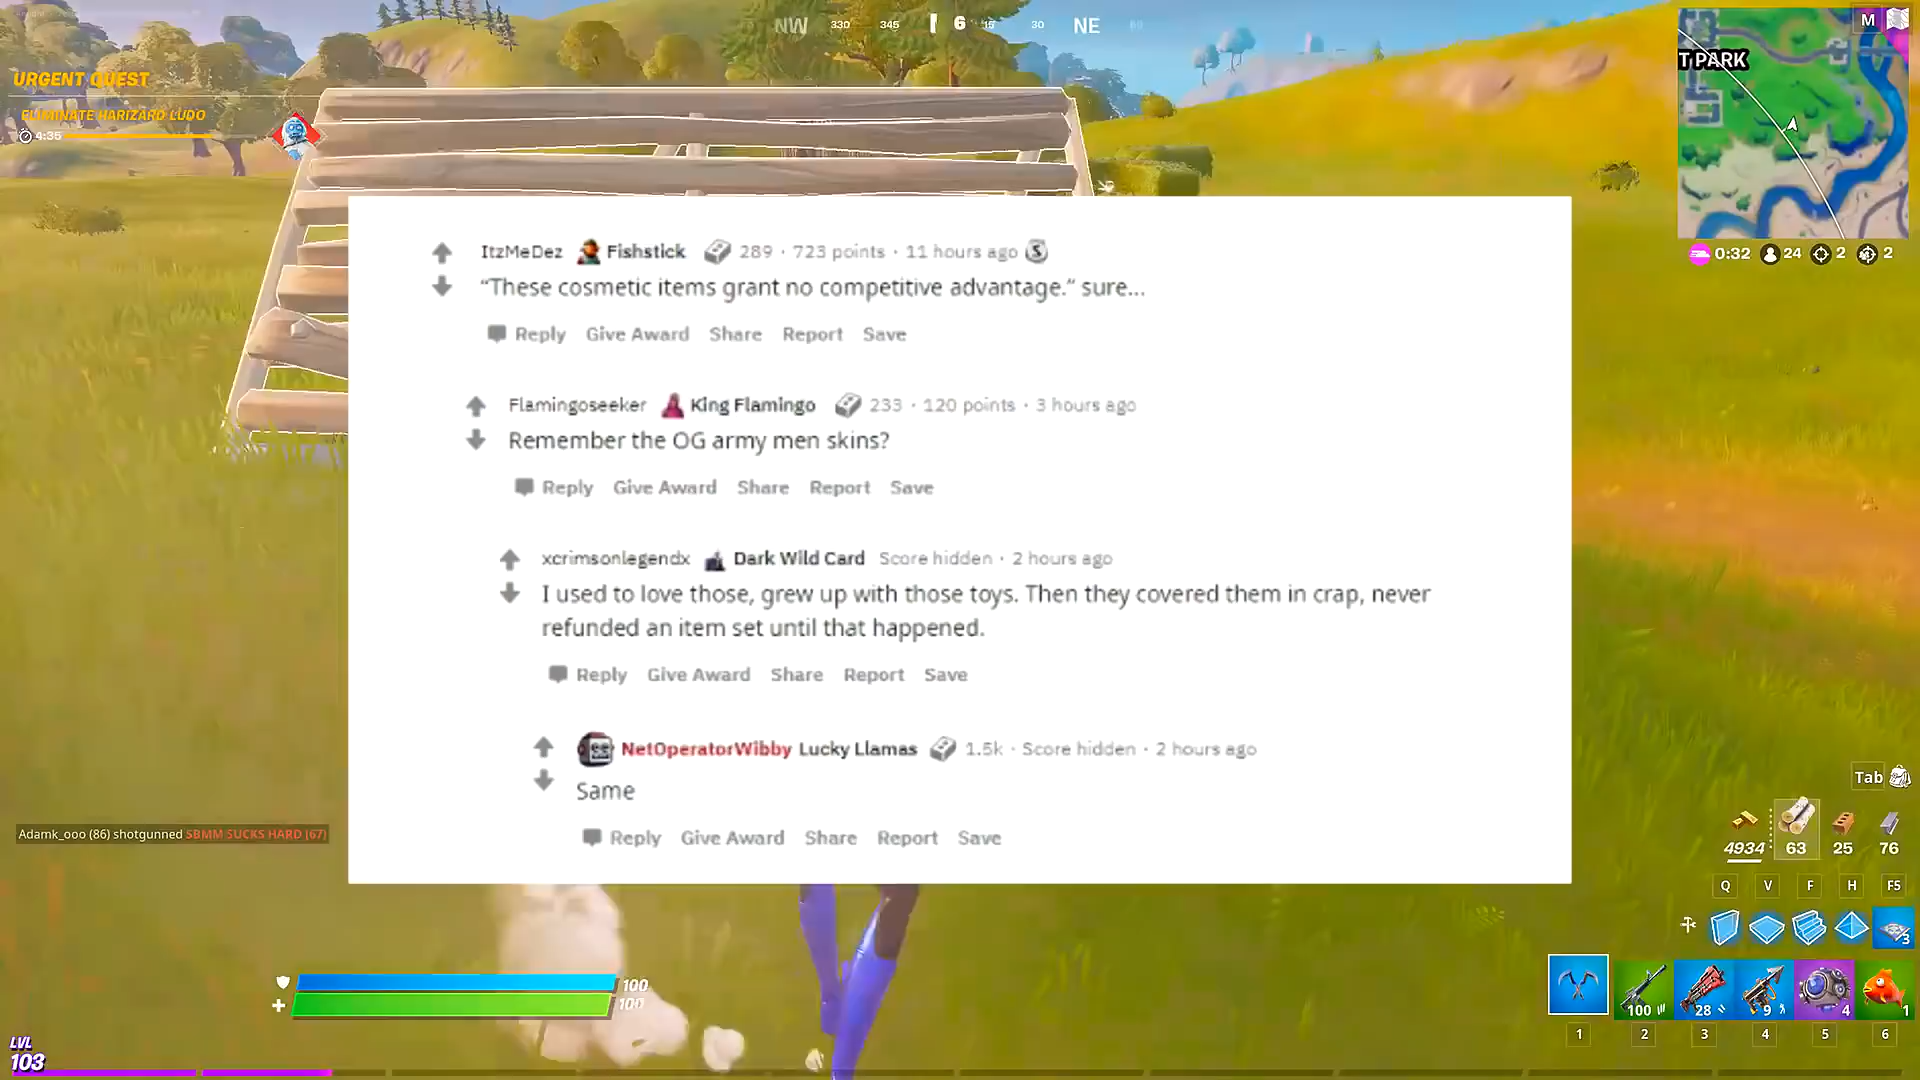 NW 330 345 6 15 30 NE 60
M
URGENT QUEST
ELIMINATE HARIZARD LUDO
4:35
T PARK
0:32 24 2 2
ItzMeDez Fishstick 289 · 723 points · 11 hours ago
“These cosmetic items grant no competitive advantage.“ sure...
Reply Give Award Share Report Save
Flamingoseeker King Flamingo 233 · 120 points · 3 hours ago
Remember the OG army men skins?
Reply Give Award Share Report Save
xcrimsonlegendx Dark Wild Card Score hidden · 2 hours ago
I used to love those, grew up with those toys. Then they covered them in crap, never
refunded an item set until that happened.
Reply Give Award Share Report Save
NetOperatorWibby Lucky Llamas 1.5k · Score hidden · 2 hours ago
Same
Reply Give Award Share Report Save
Tab
Adamk_ooo (86) shotgunned SBMM SUCKS HARD (67)
4934 63 25 76
Q V F H F5
3
100
100
100 28 9 4 1
1 2 3 4 5 6
LVL
103